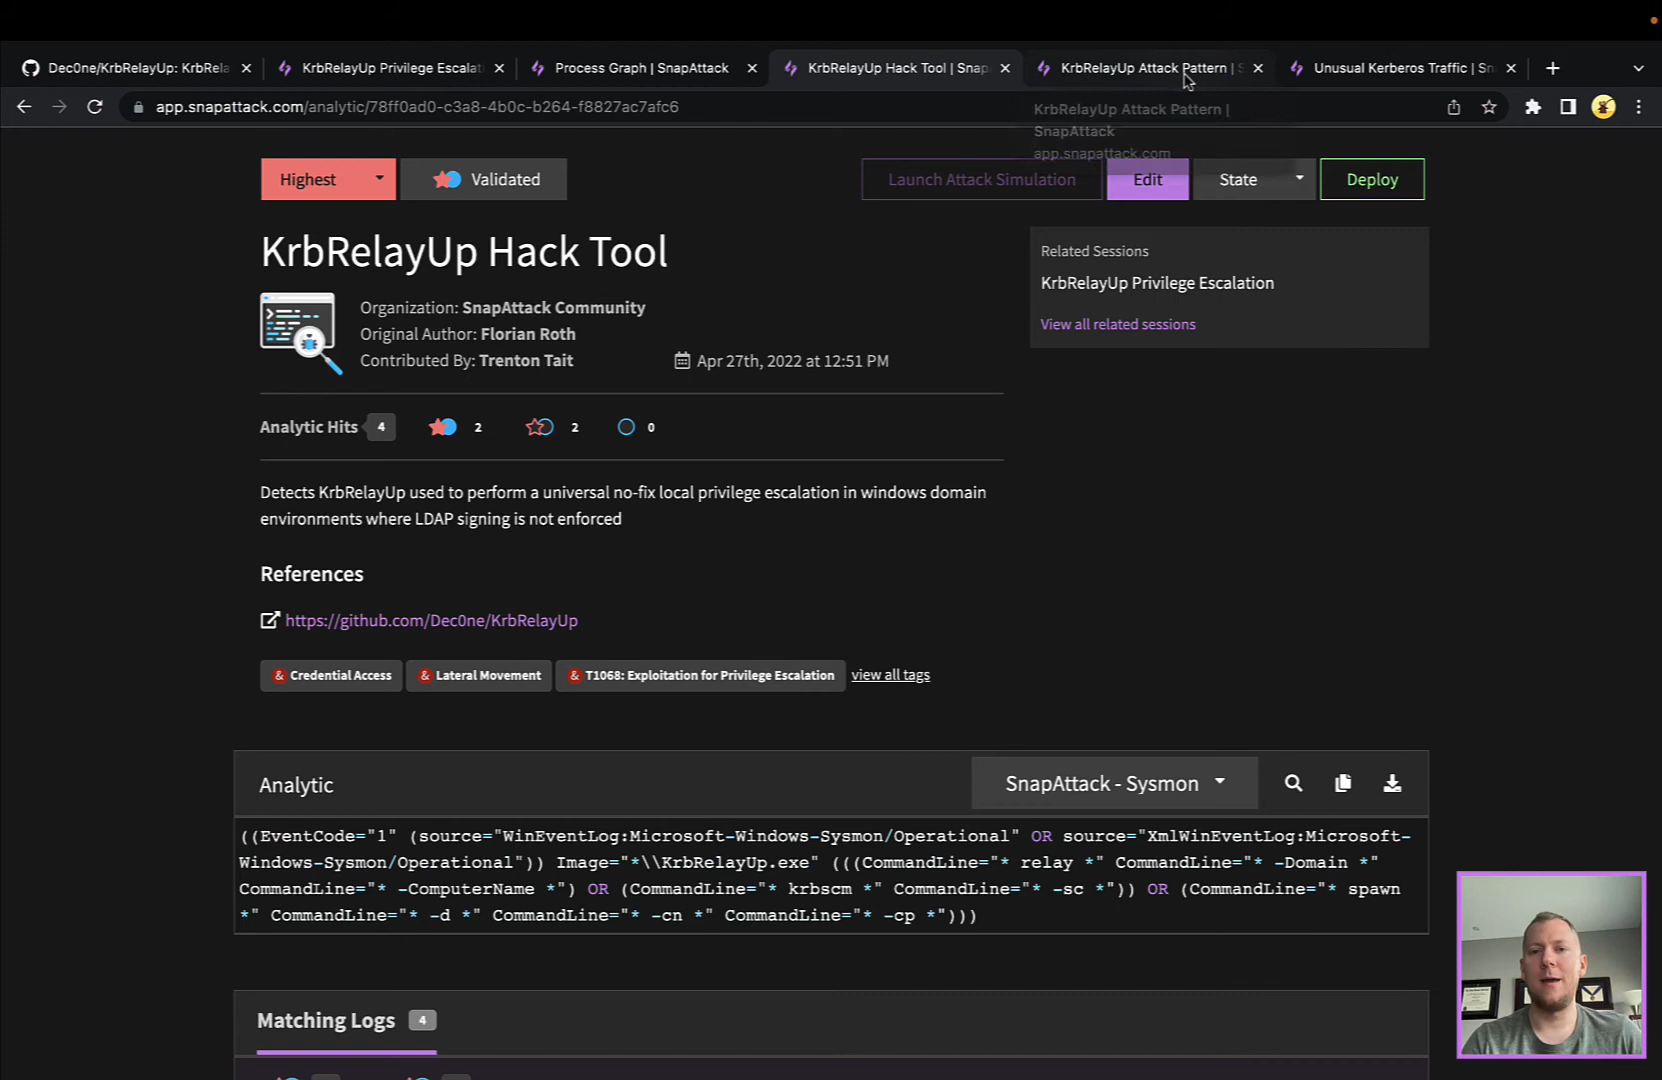 Dec0ne/KrbRelayUp: KrbRela
KrbRelayUp Privilege Escalati
Process Graph | SnapAttack
KrbRelayUp Hack Tool | Snap
KrbRelayUp Attack Pattern | S
Unusual Kerberos Traffic | Sn
app.snapattack.com/analytic/78ff0ad0-c3a8-4b0c-b264-f8827ac7afc6
KrbRelayUp Attack Pattern |
SnapAttack
app.snapattack.com
Highest
Validated
Launch Attack Simulation
Edit
State
Deploy
KrbRelayUp Hack Tool
Organization: SnapAttack Community
Original Author: Florian Roth
Contributed By: Trenton Tait
Apr 27th, 2022 at 12:51 PM
Related Sessions
KrbRelayUp Privilege Escalation
View all related sessions
Analytic Hits 4 2 2 0
Detects KrbRelayUp used to perform a universal no-fix local privilege escalation in windows domain
environments where LDAP signing is not enforced
References
https://github.com/Dec0ne/KrbRelayUp
& Credential Access & Lateral Movement & T1068: Exploitation for Privilege Escalation view all tags
Analytic
SnapAttack - Sysmon
((EventCode="1" (source="WinEventLog:Microsoft-Windows-Sysmon/Operational" OR source="XmlWinEventLog:Microsoft-
Windows-Sysmon/Operational")) Image="*\\KrbRelayUp.exe" (((CommandLine="* relay *" CommandLine="* -Domain *"
CommandLine="* -ComputerName *") OR (CommandLine="* krbscm *" CommandLine="* -sc *")) OR (CommandLine="* spawn
*" CommandLine="* -d *" CommandLine="* -cn *" CommandLine="* -cp *")))
Matching Logs 4